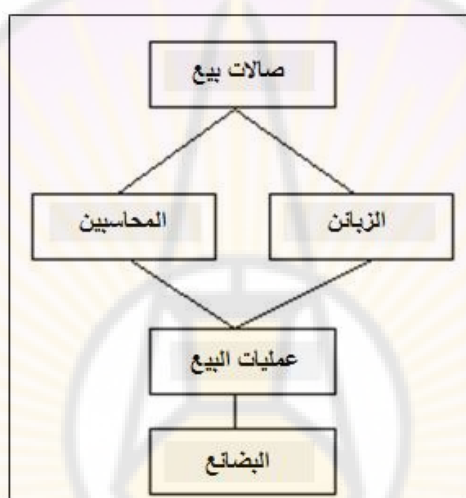 صالات بيع
الزبائن
المحاسبين
عمليات البيع
البضائع